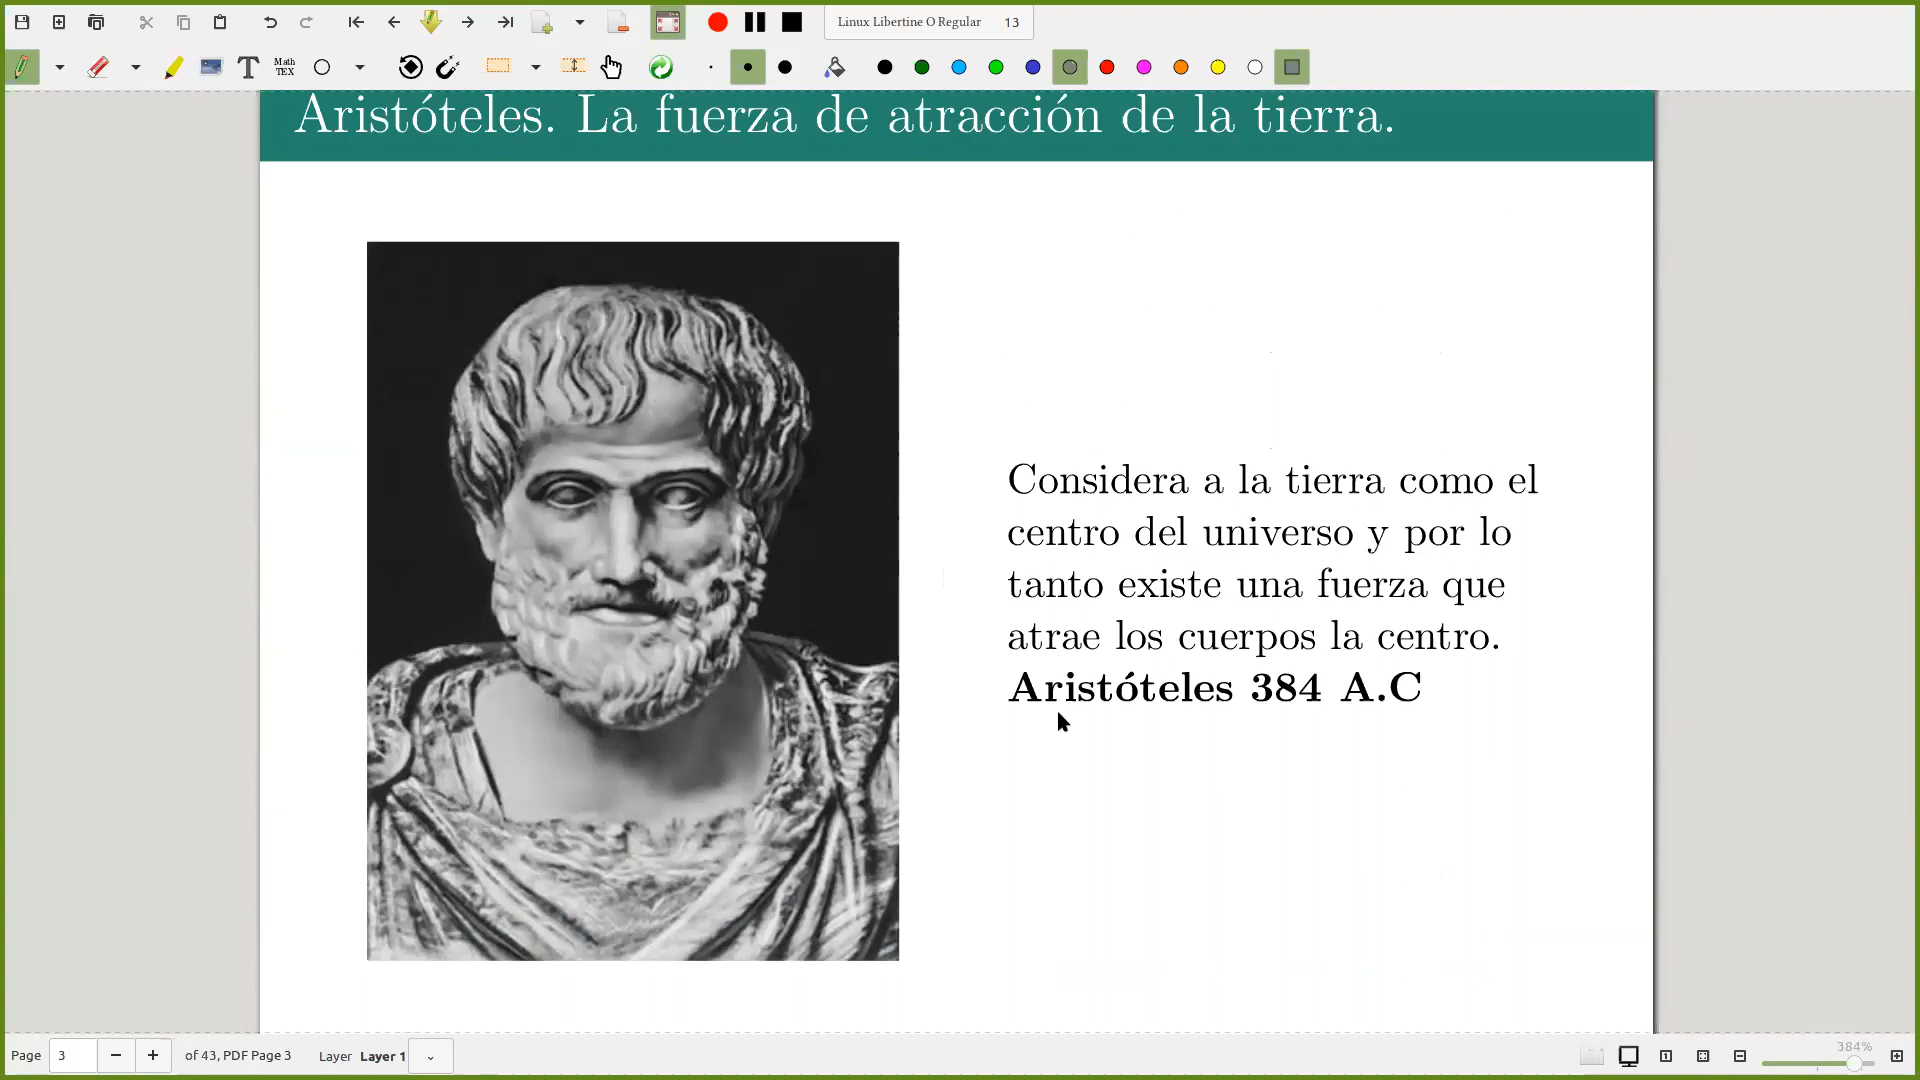 Linux Libertine O Regular 13
T Math
TEX
Aristóteles. La fuerza de atracción de la tierra.
Considera a la tierra como el
centro del universo y por lo
tanto existe una fuerza que
atrae los cuerpos la centro.
Aristóteles 384 A.C
Page 3 of 43, PDF Page 3 Layer Layer 1 384%